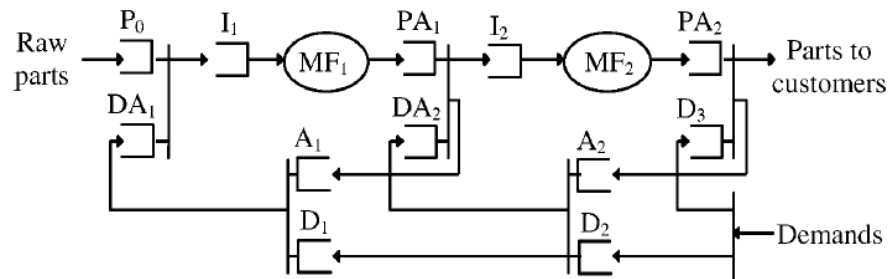 P₀
I₁
PA₁
I₂
PA₂
Raw
parts
MF₁
MF₂
Parts to
customers
DA₁
DA₂
D₃
A₁
A₂
D₁
D₂
Demands